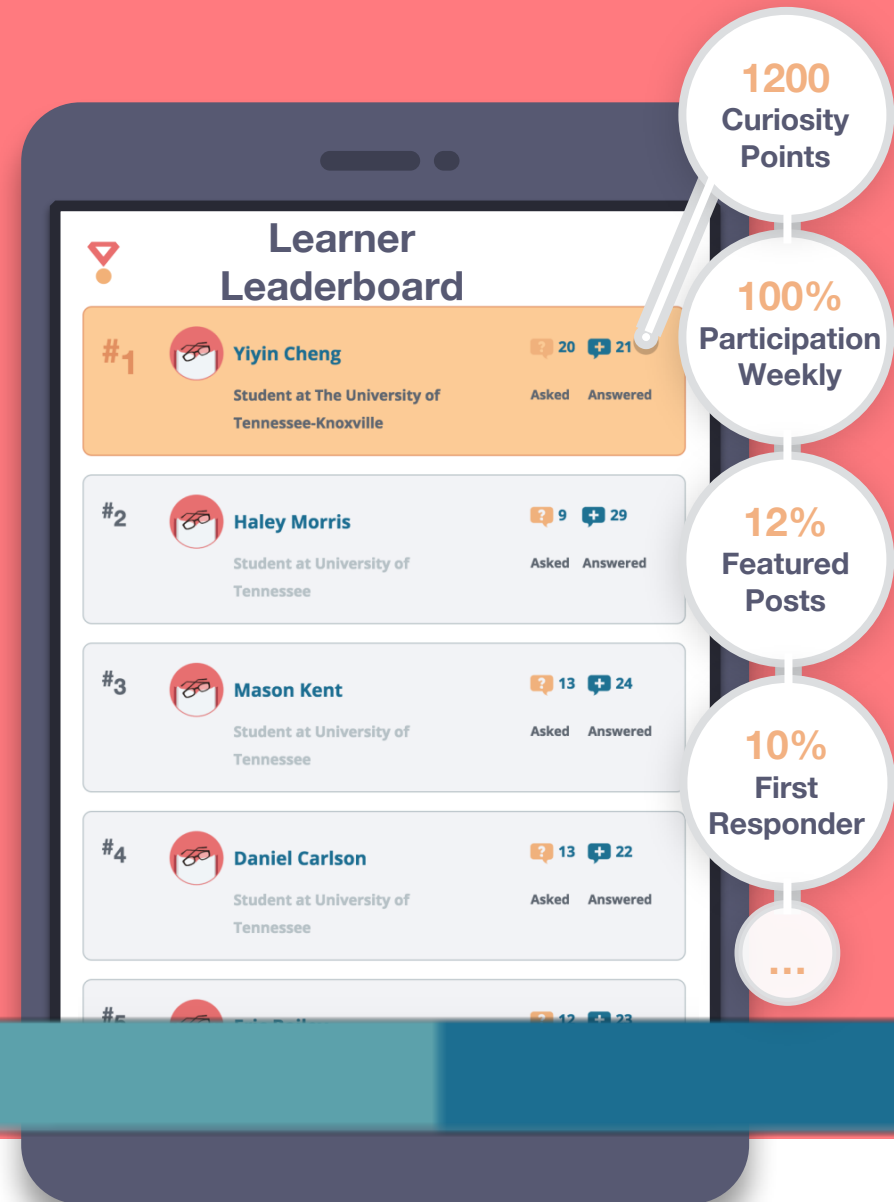 Learner
Leaderboard
#1
Yiyin Cheng
Student at The University of
Tennessee-Knoxville
20 21
Asked Answered
#2
Haley Morris
Student at University of
Tennessee
9 29
Asked Answered
#3
Mason Kent
Student at University of
Tennessee
13 24
Asked Answered
#4
Daniel Carlson
Student at University of
Tennessee
13 22
Asked Answered
#5
12 23
1200
Curiosity
Points
100%
Participation
Weekly
12%
Featured
Posts
10%
First
Responder
...